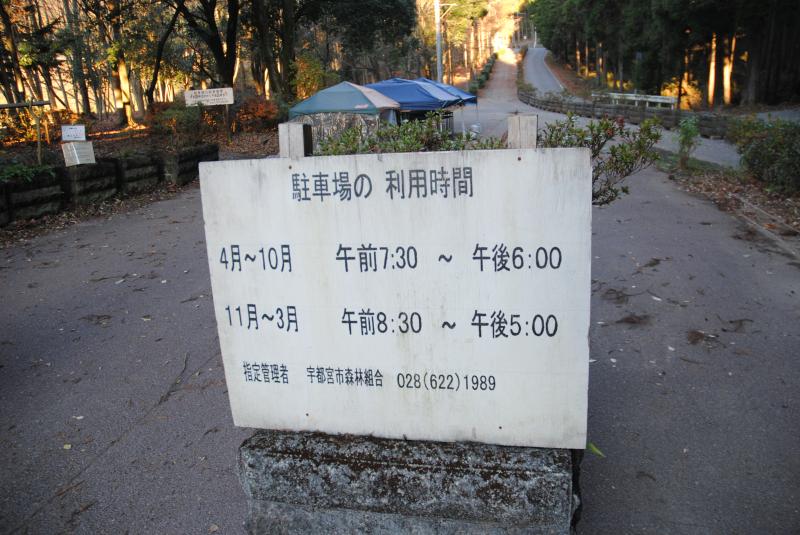 駐車場の 利用時間
4月～10月 午前7:30 ～ 午後6:00
11月～3月 午前8:30 ～ 午後5:00
指定管理者 宇都宮市森林組合 028(622)1989